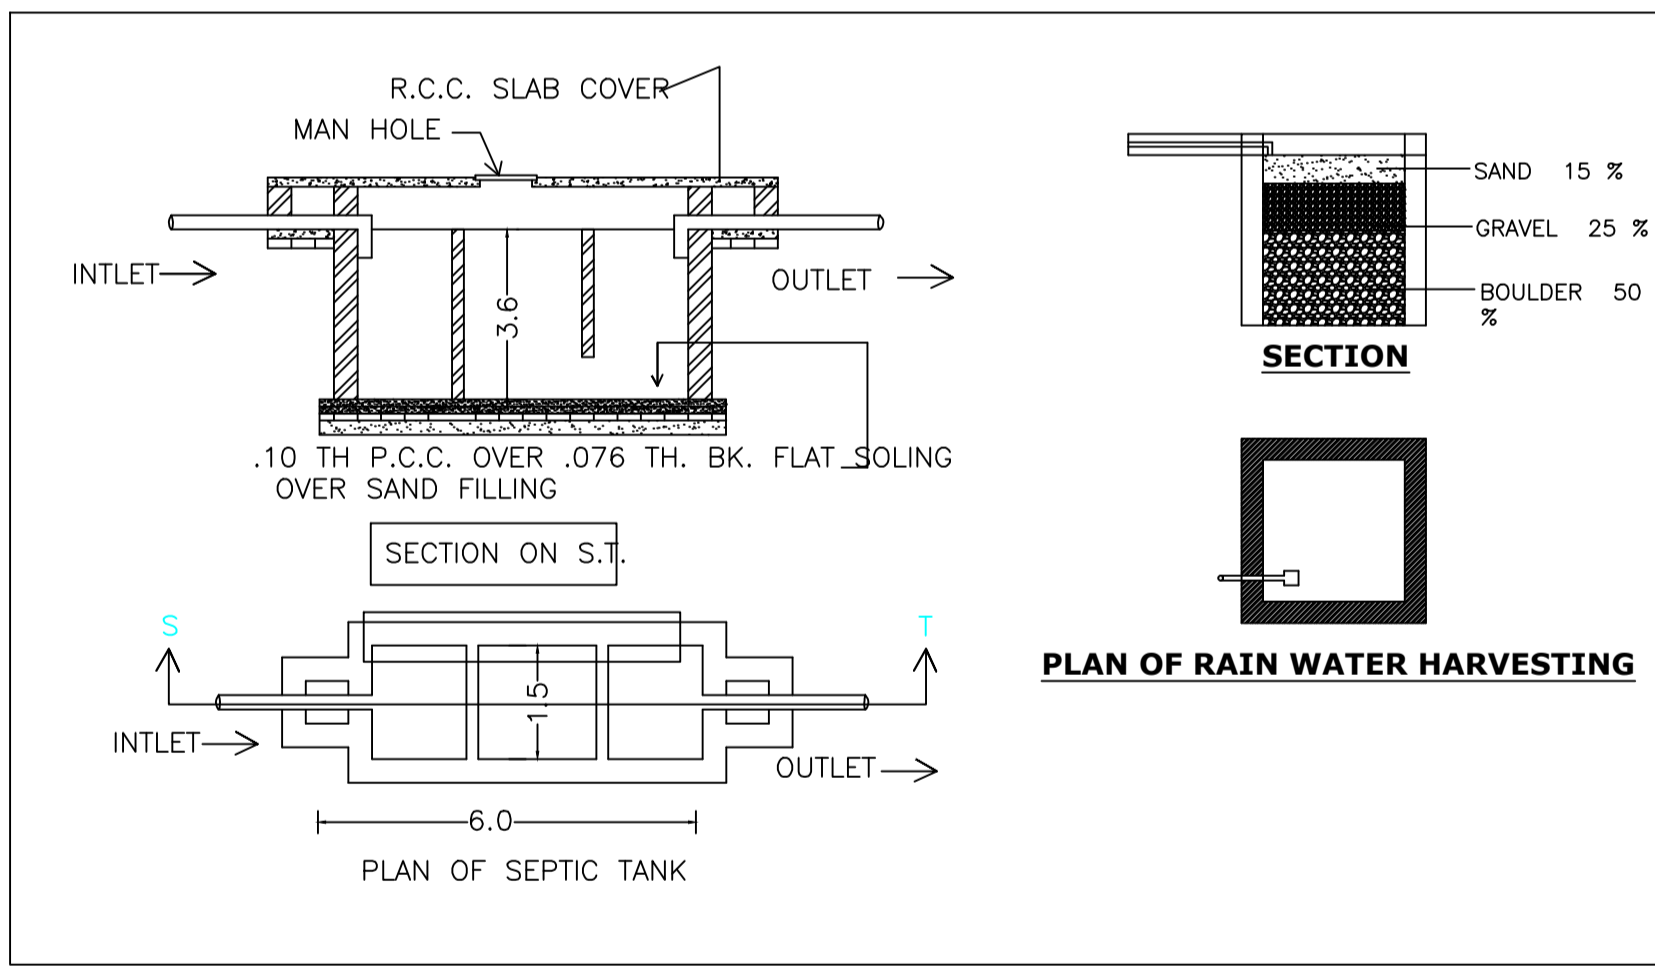 R.C.C. SLAB COVER
MAN HOLE
INTLET
OUTLET
3.6
.10 TH P.C.C. OVER .076 TH. BK. FLAT SOLING
OVER SAND FILLING
SECTION ON S.T.
S
T
1.5
INTLET
OUTLET
6.0
PLAN OF SEPTIC TANK
SAND 15 %
GRAVEL 25 %
BOULDER 50
%
SECTION
PLAN OF RAIN WATER HARVESTING